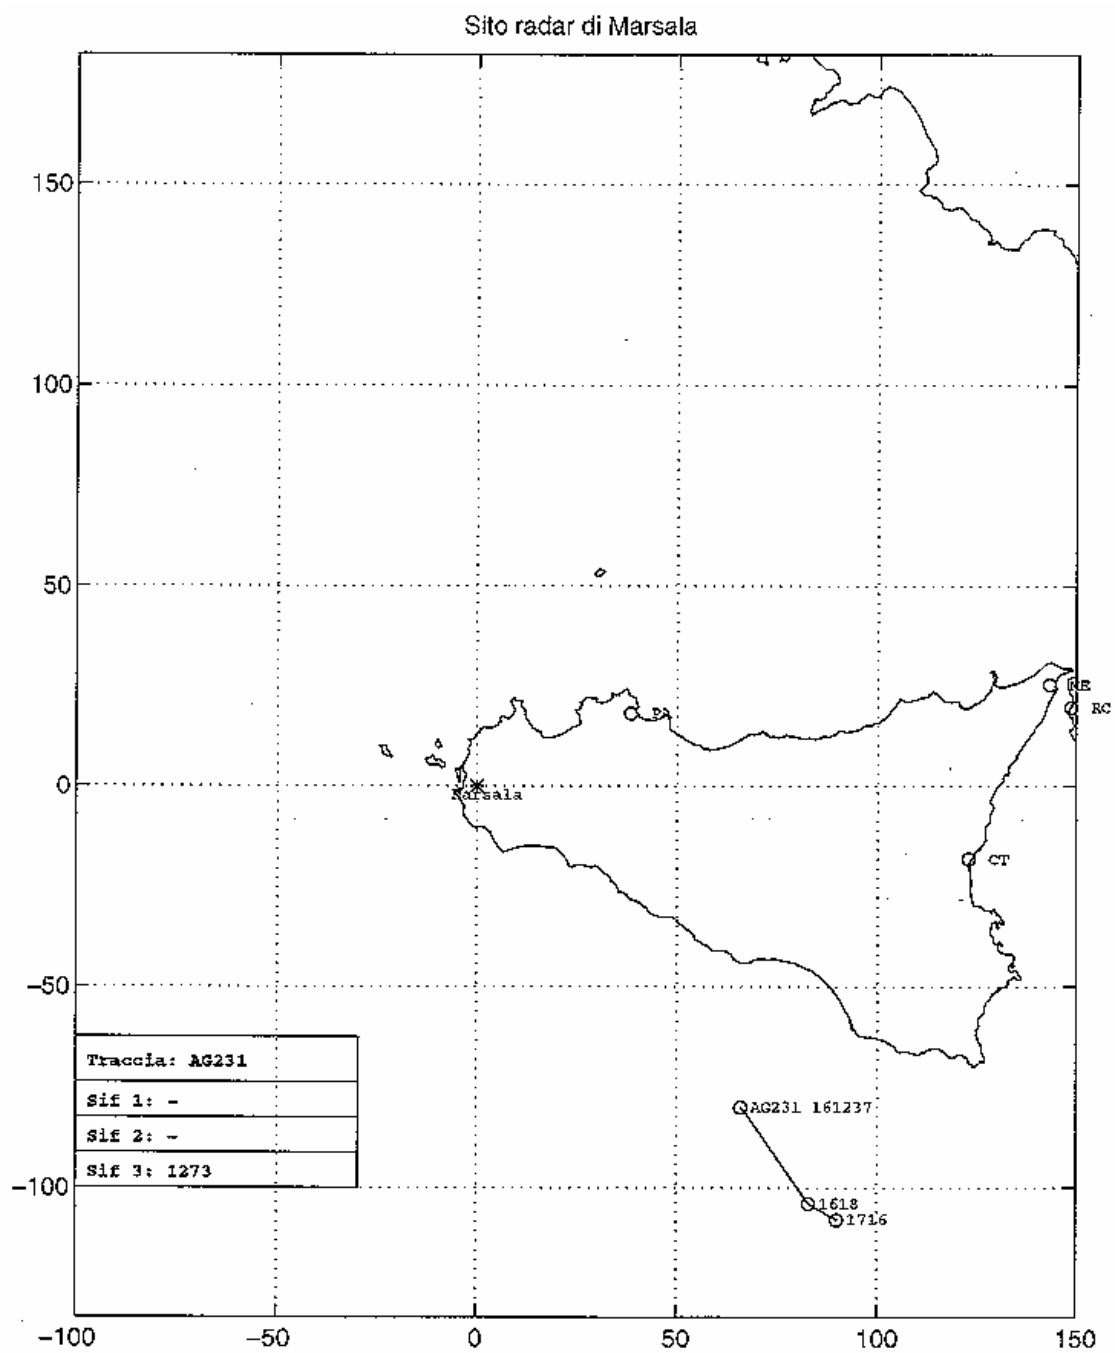 Sito radar di Marsala
150
100
50
ME
RC
PA
0
Marsala
CT
−50
Traccia: AG231
Sif 1: −
Sif 2: −
Sif 3: 1273
AG231 161237
−100
1618
1716
−100 −50 0 50 100 150